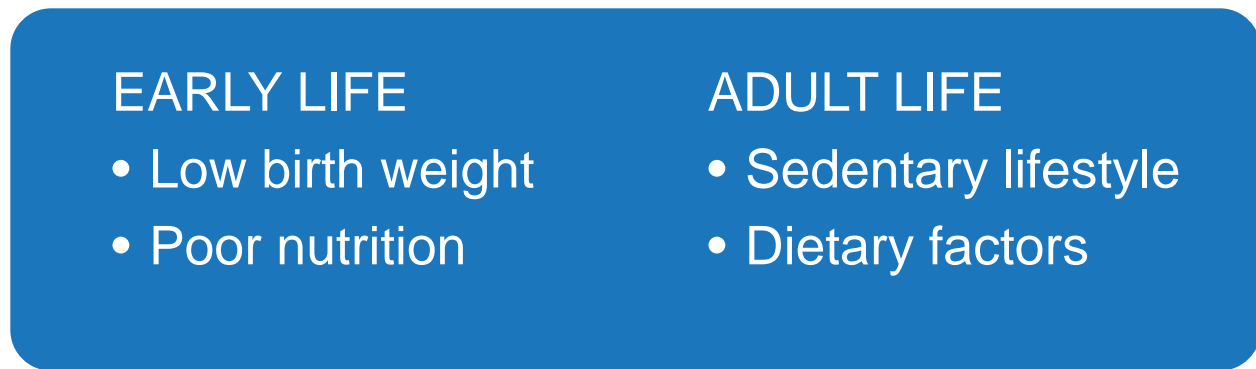 EARLY LIFE
• Low birth weight
• Poor nutrition
ADULT LIFE
• Sedentary lifestyle
• Dietary factors